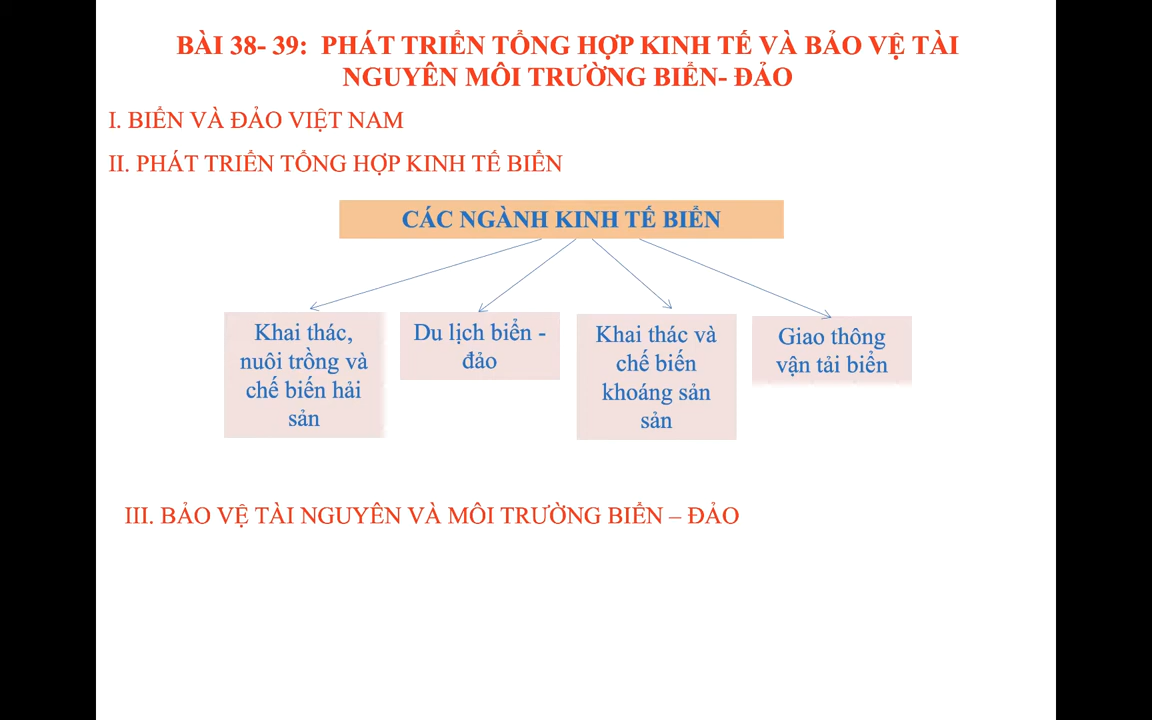 BÀI 38- 39: PHÁT TRIỂN TỔNG HỢP KINH TẾ VÀ BẢO VỆ TÀI
NGUYÊN MÔI TRƯỜNG BIỂN- ĐẢO
I. BIỂN VÀ ĐẢO VIỆT NAM
II. PHÁT TRIỂN TỔNG HỢP KINH TẾ BIỂN
CÁC NGÀNH KINH TẾ BIỂN
Khai thác,
nuôi trồng và
chế biến hải
sản
Du lịch biển -
đảo
Khai thác và
chế biến
khoáng sản
sản
Giao thông
vận tải biển
III. BẢO VỆ TÀI NGUYÊN VÀ MÔI TRƯỜNG BIỂN – ĐẢO